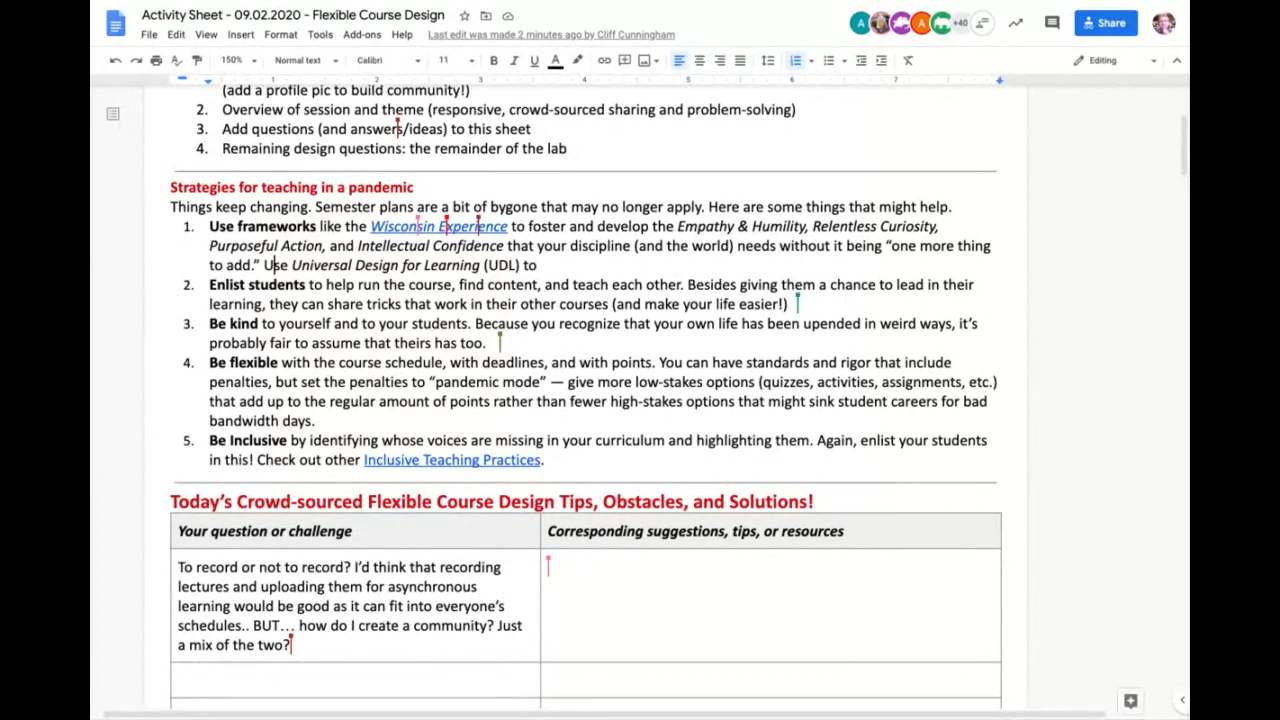 Activity Sheet - 09.02.2020 - Flexible Course Design
File Edit View Insert Format Tools Add-ons Help Last edit was made 2 minutes ago by Cliff Cunningham
A A +40 Share
150% Normal text Calibri 11 B I U A Editing
1 2 3 4 5 6 7
(add a profile pic to build community!)
2. Overview of session and theme (responsive, crowd-sourced sharing and problem-solving)
3. Add questions (and answers/ideas) to this sheet
4. Remaining design questions: the remainder of the lab
Strategies for teaching in a pandemic
Things keep changing. Semester plans are a bit of bygone that may no longer apply. Here are some things that might help.
1. Use frameworks like the Wisconsin Experience to foster and develop the Empathy & Humility, Relentless Curiosity,
Purposeful Action, and Intellectual Confidence that your discipline (and the world) needs without it being “one more thing
to add.” Use Universal Design for Learning (UDL) to
2. Enlist students to help run the course, find content, and teach each other. Besides giving them a chance to lead in their
learning, they can share tricks that work in their other courses (and make your life easier!)
3. Be kind to yourself and to your students. Because you recognize that your own life has been upended in weird ways, it’s
probably fair to assume that theirs has too.
4. Be flexible with the course schedule, with deadlines, and with points. You can have standards and rigor that include
penalties, but set the penalties to “pandemic mode” — give more low-stakes options (quizzes, activities, assignments, etc.)
that add up to the regular amount of points rather than fewer high-stakes options that might sink student careers for bad
bandwidth days.
5. Be Inclusive by identifying whose voices are missing in your curriculum and highlighting them. Again, enlist your students
in this! Check out other Inclusive Teaching Practices.
Today’s Crowd-sourced Flexible Course Design Tips, Obstacles, and Solutions!
Your question or challenge
Corresponding suggestions, tips, or resources
To record or not to record? I’d think that recording
lectures and uploading them for asynchronous
learning would be good as it can fit into everyone’s
schedules.. BUT... how do I create a community? Just
a mix of the two?